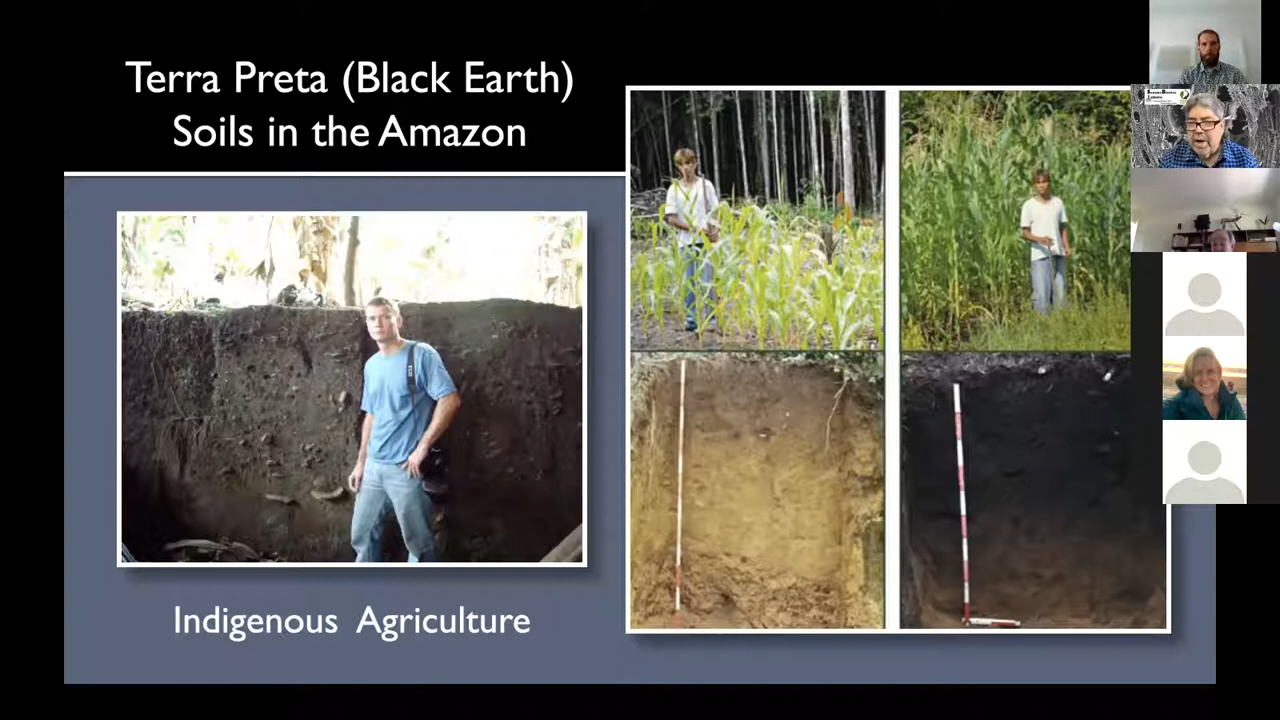 Terra Preta (Black Earth)
Soils in the Amazon
Indigenous Agriculture